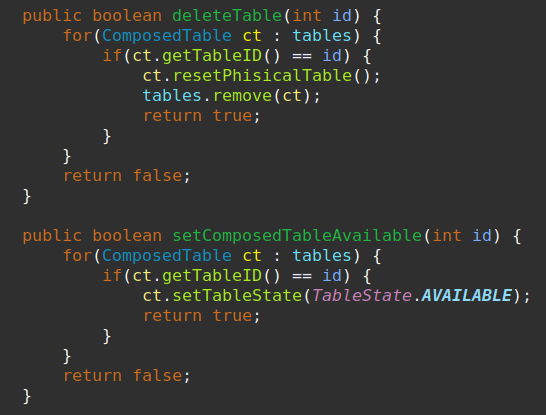 public boolean deleteTable(int id) {
    for(ComposedTable ct : tables) {
        if(ct.getTableID() == id) {
            ct.resetPhisicalTable();
            tables.remove(ct);
            return true;
        }
    }
    return false;
}

public boolean setComposedTableAvailable(int id) {
    for(ComposedTable ct : tables) {
        if(ct.getTableID() == id) {
            ct.setTableState(TableState.AVAILABLE);
            return true;
        }
    }
    return false;
}